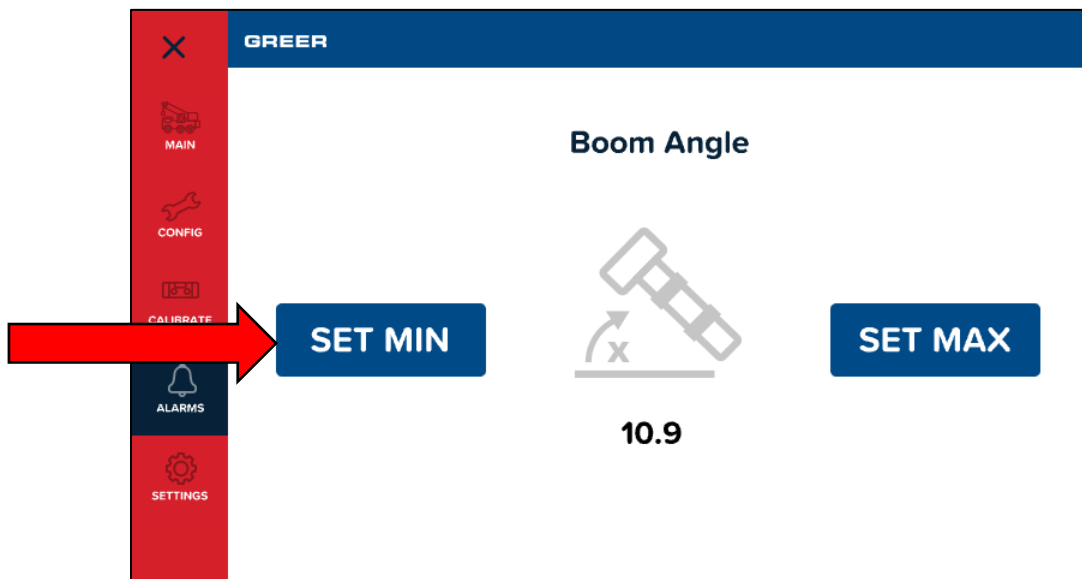 GREER
MAIN
CONFIG
CALIBRATE
ALARMS
SETTINGS
Boom Angle
SET MIN
X
SET MAX
10.9